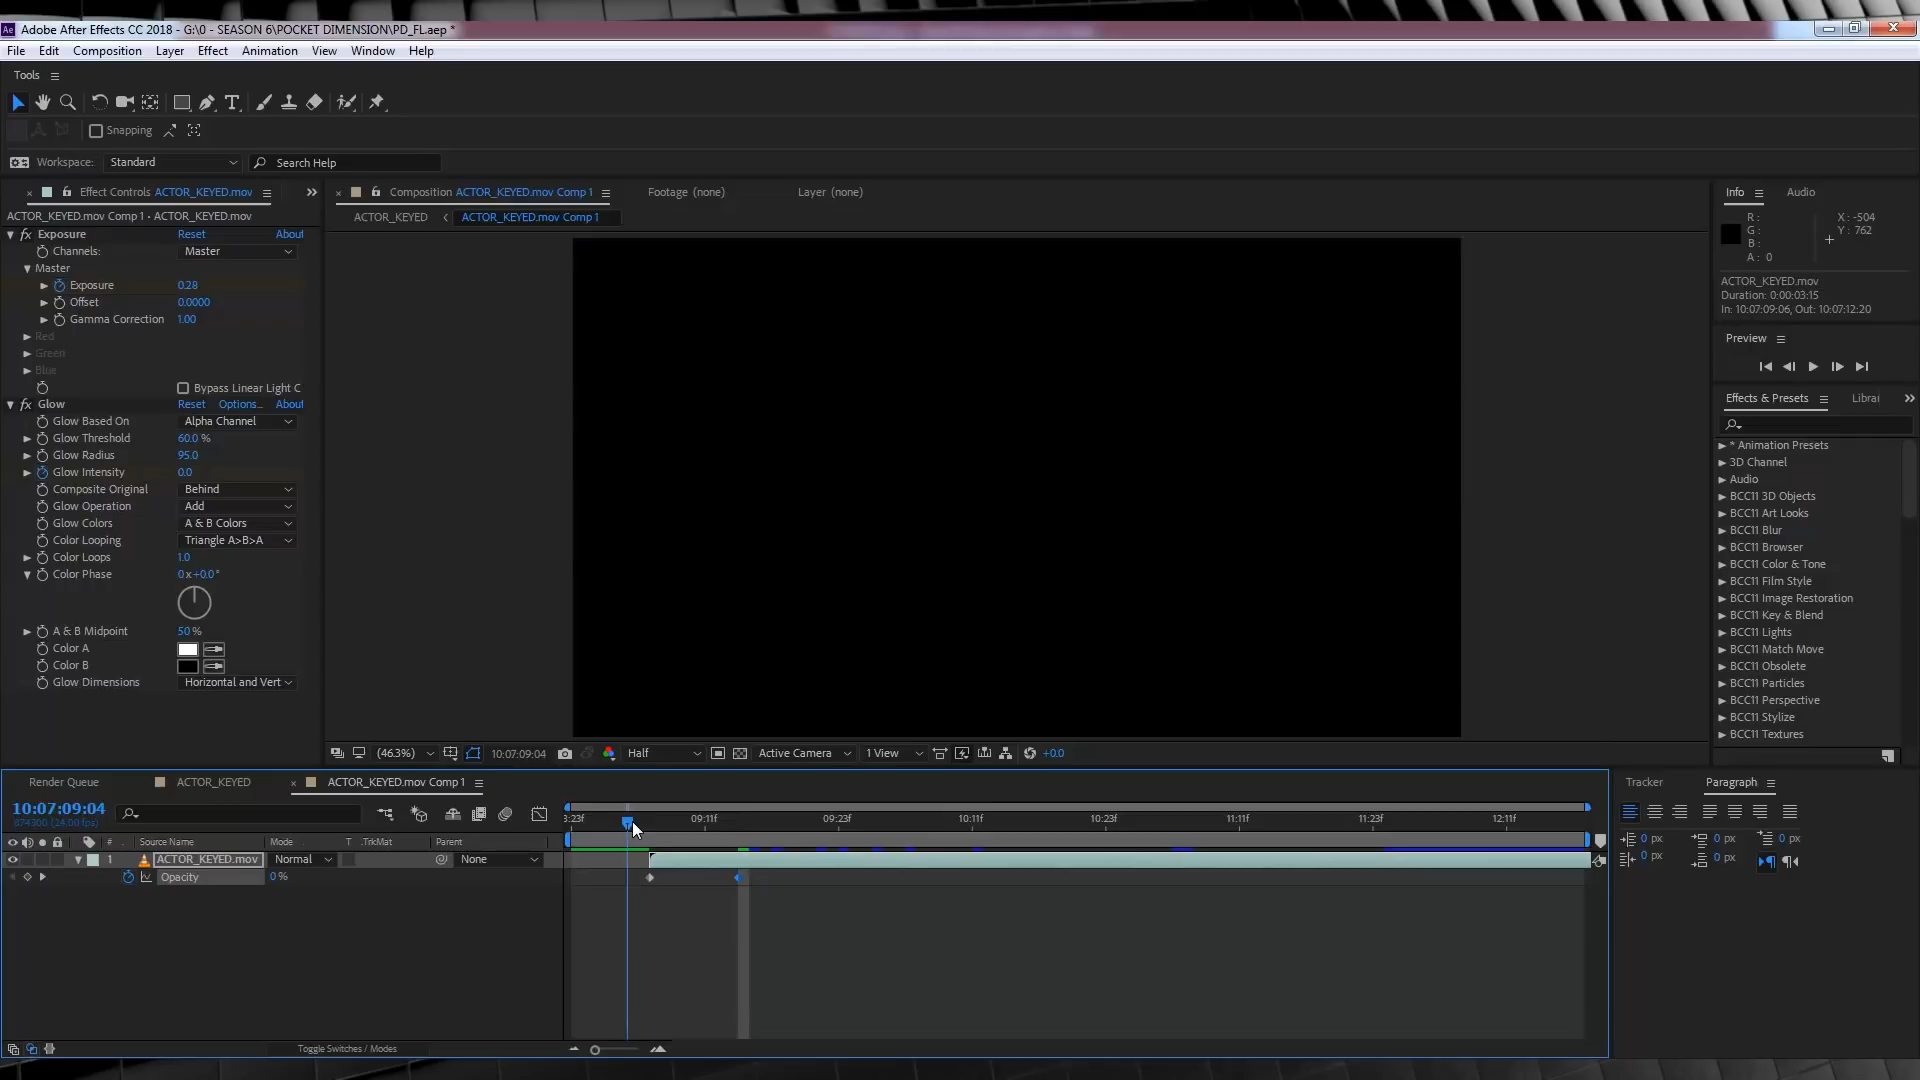 Adobe After Effects CC 2018 - G:\0 - SEASON 6\POCKET DIMENSION\PD_FL.aep *
File Edit Composition Layer Effect Animation View Window Help
Tools
Snapping
Workspace: Standard Search Help
Effect Controls ACTOR_KEYED.mov
Composition ACTOR_KEYED.mov Comp 1
Footage (none)
Layer (none)
ACTOR_KEYED.mov Comp 1 • ACTOR_KEYED.mov
ACTOR_KEYED ACTOR_KEYED.mov Comp 1
fx Exposure Reset About
Channels: Master
Master
Exposure 0.28
Offset 0.0000
Gamma Correction 1.00
Red
Green
Blue
Bypass Linear Light C
fx Glow Reset Options... About
Glow Based On Alpha Channel
Glow Threshold 60.0 %
Glow Radius 95.0
Glow Intensity 0.0
Composite Original Behind
Glow Operation Add
Glow Colors A & B Colors
Color Looping Triangle A>B>A
Color Loops 1.0
Color Phase 0x+0.0°
A & B Midpoint 50%
Color A
Color B
Glow Dimensions Horizontal and Vert
(46.3%) 10:07:09:04 Half Active Camera 1 View +0.0
Info Audio
R: X: -504
G: Y: 762
B:
A: 0
ACTOR_KEYED.mov
Duration: 0:00:03:15
In: 10:07:09:06, Out: 10:07:12:20
Preview
Effects & Presets Librai
* Animation Presets
3D Channel
Audio
BCC11 3D Objects
BCC11 Art Looks
BCC11 Blur
BCC11 Browser
BCC11 Color & Tone
BCC11 Film Style
BCC11 Image Restoration
BCC11 Key & Blend
BCC11 Lights
BCC11 Match Move
BCC11 Obsolete
BCC11 Particles
BCC11 Perspective
BCC11 Stylize
BCC11 Textures
Render Queue ACTOR_KEYED ACTOR_KEYED.mov Comp 1
10:07:09:04
874300 (24.00 fps)
3:23f 09:11f 09:23f 10:11f 10:23f 11:11f 11:23f 12:11f
# Source Name Mode T .TrkMat Parent
1 ACTOR_KEYED.mov Normal None
Opacity 0 %
Toggle Switches / Modes
Tracker Paragraph
0 px 0 px 0 px
0 px 0 px